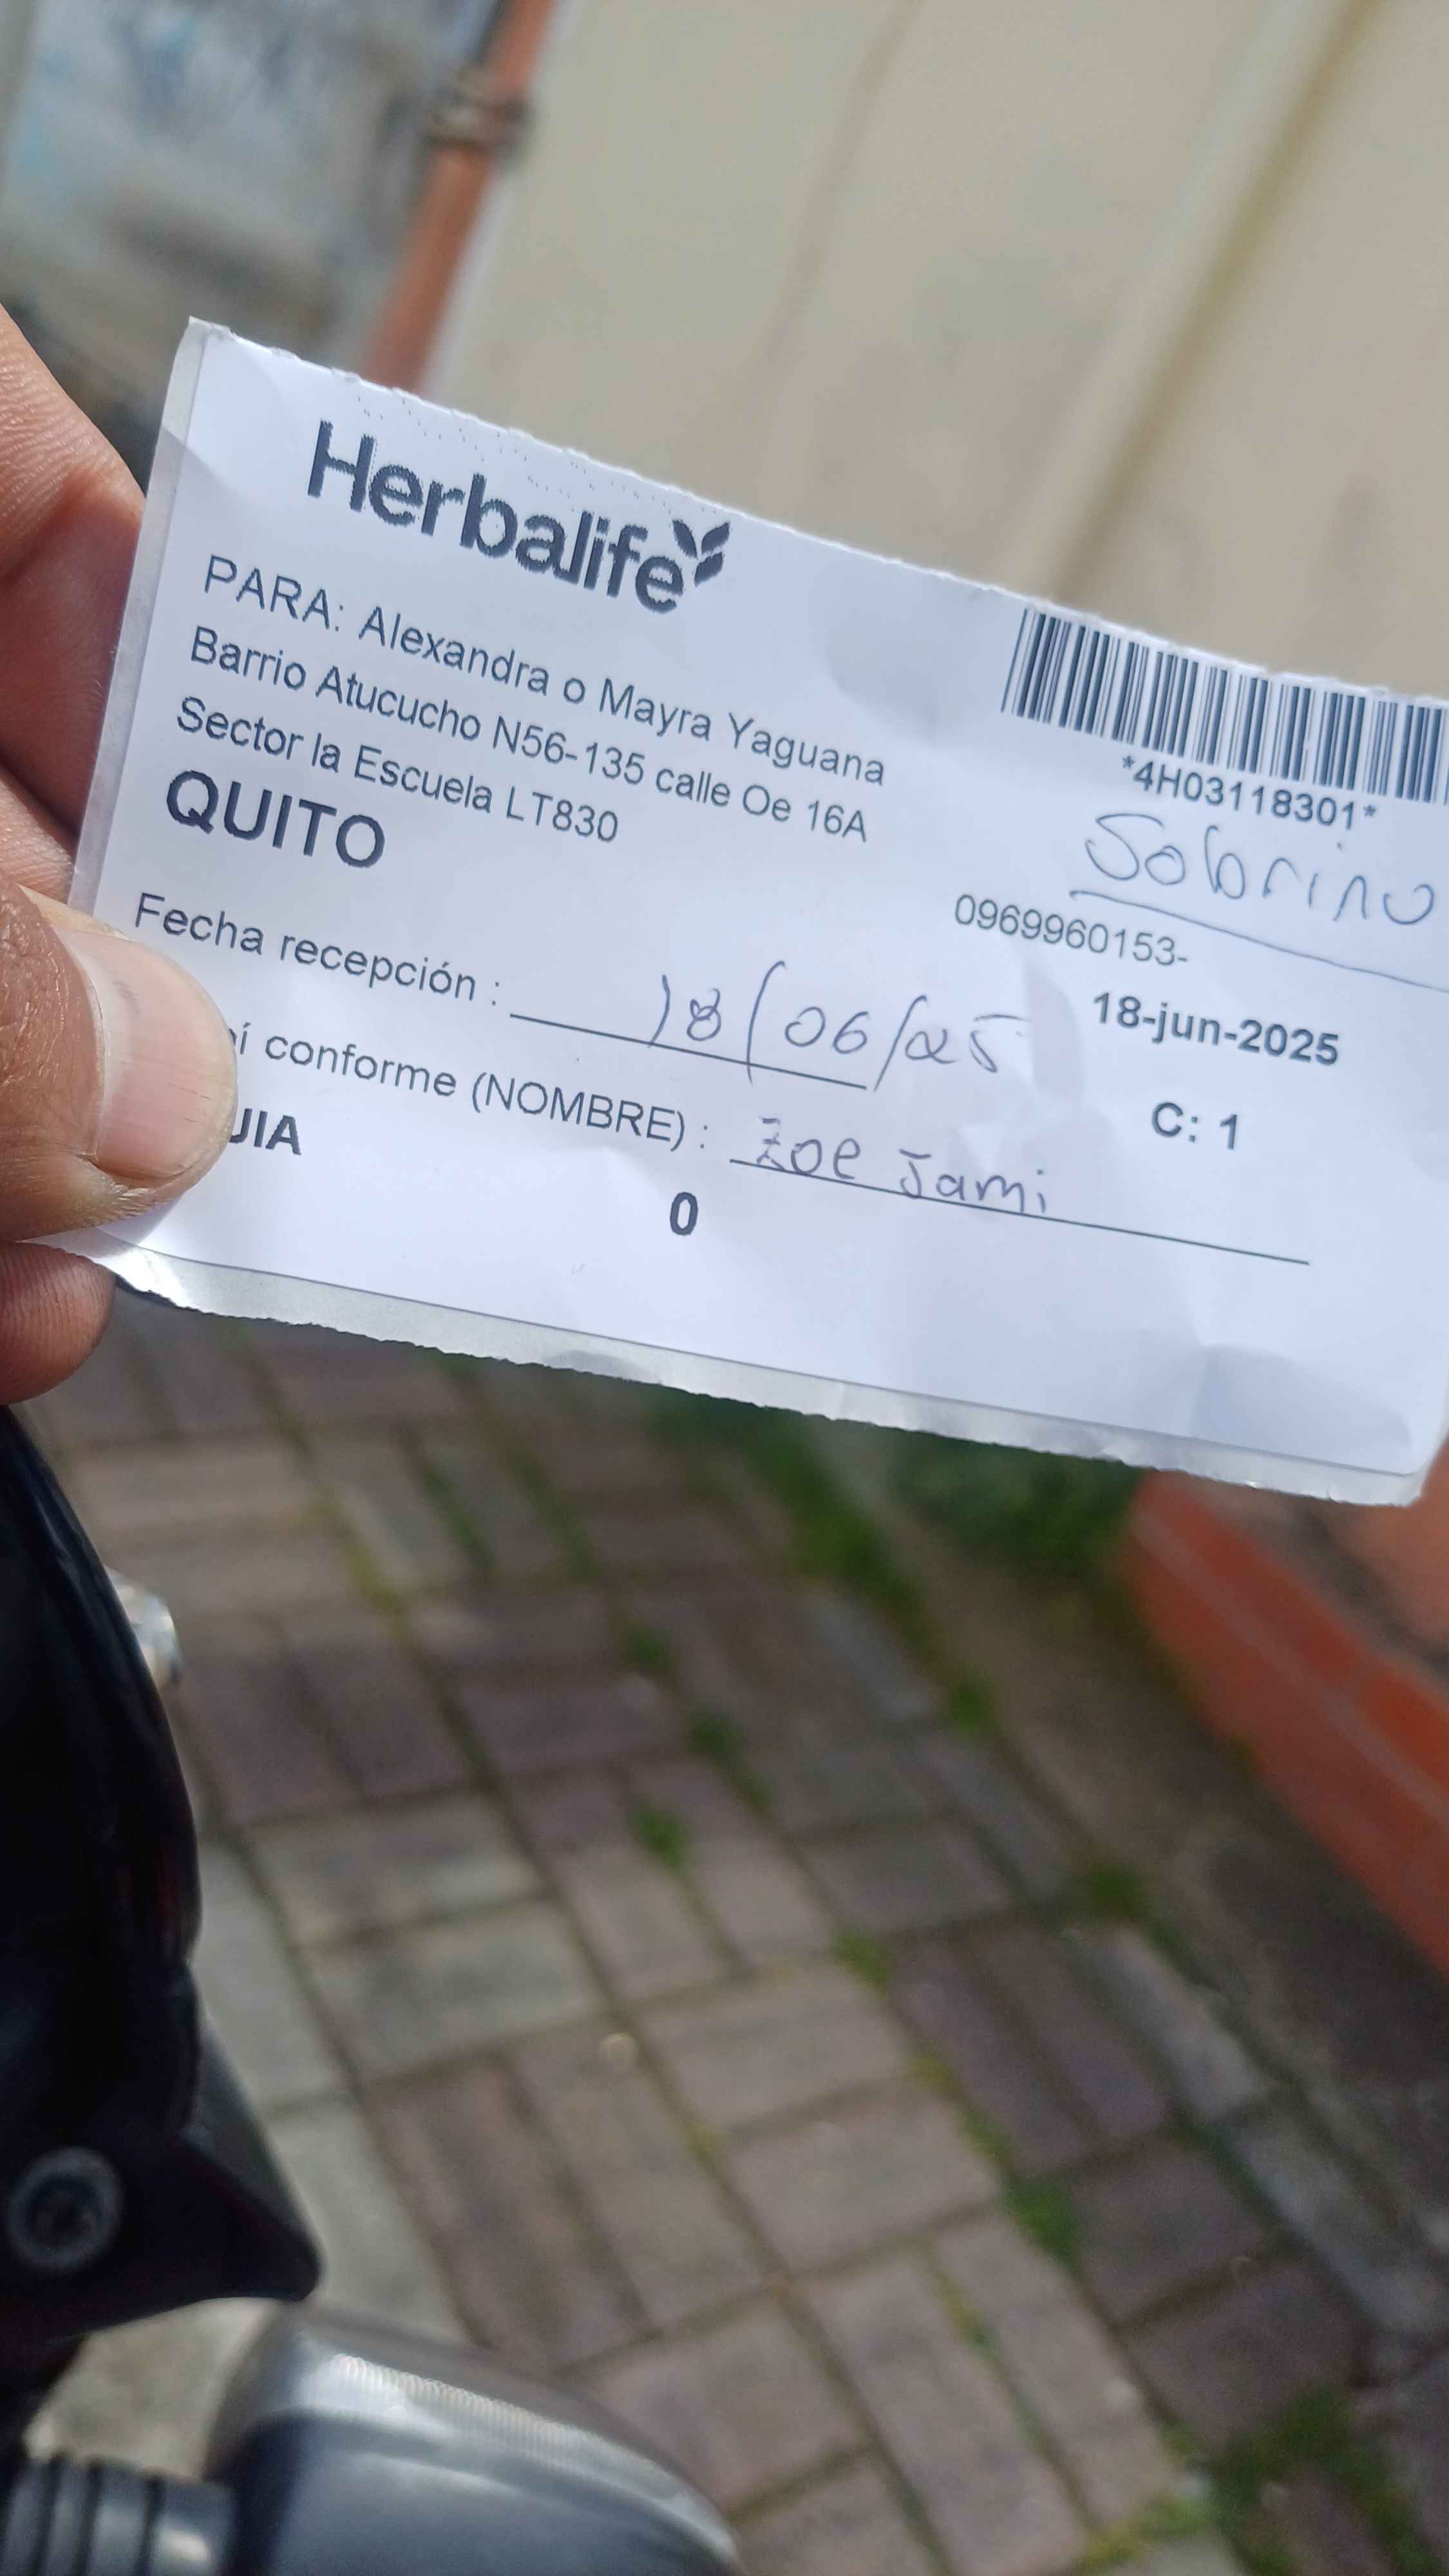 Herbalife
PARA: Alexandra o Mayra Yaguana
Barrio Atucucho N56-135 calle Oe 16A
Sector la Escuela LT830
QUITO
*4H03118301*
Sobrino
0969960153-
Fecha recepción : 18/06/25
18-jun-2025
í conforme (NOMBRE) : Zoe Jami
C: 1
UIA
0